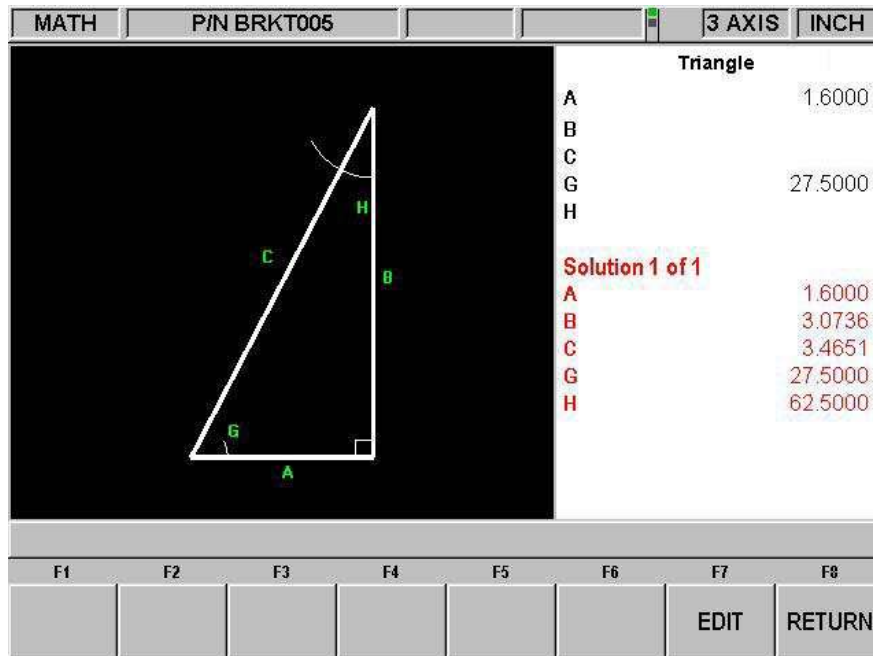 MATH P/N BRKT005 3 AXIS INCH
Triangle
A 1.6000
B
C
G 27.5000
H
Solution 1 of 1
A 1.6000
B 3.0736
C 3.4651
G 27.5000
H 62.5000
H
C
B
G
A
F1 F2 F3 F4 F5 F6 F7 F8
EDIT RETURN